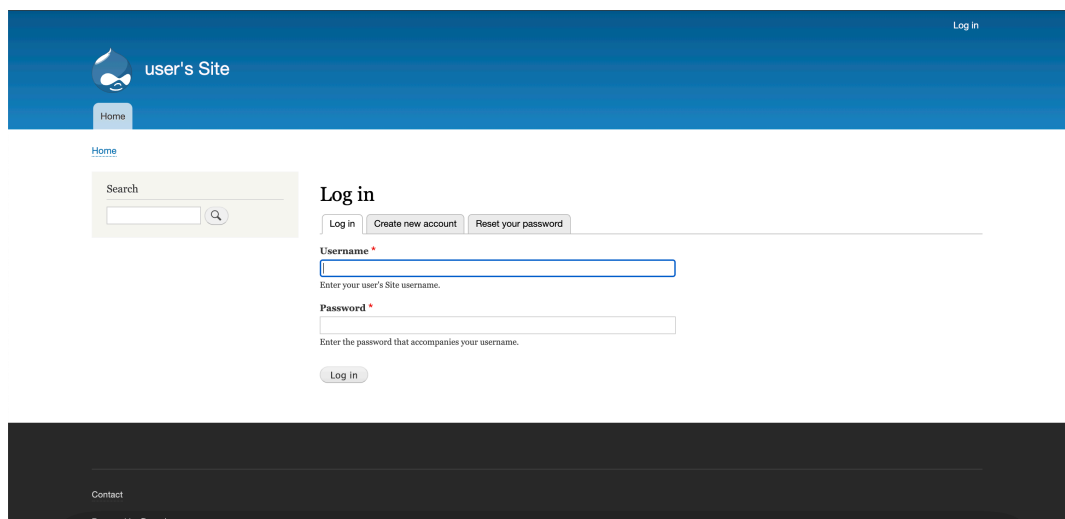 Log in
user's Site
Home
Home
Search
Log in
Log in Create new account Reset your password
Username *
Enter your user's Site username.
Password *
Enter the password that accompanies your username.
Log in
Contact